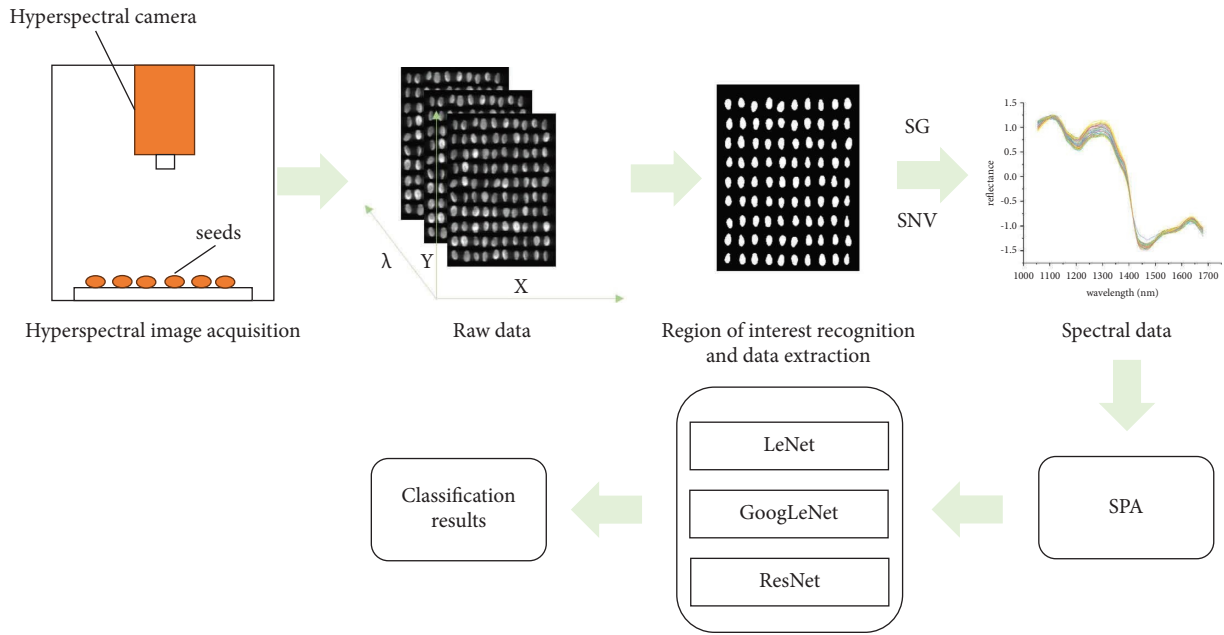 Hyperspectral camera
seeds
Hyperspectral image acquisition
λ
Y
X
Raw data
Region of interest recognition
and data extraction
SG
SNV
1.5
1.0
0.5
0.0
-0.5
-1.0
-1.5
reflectance
1000 1100 1200 1300 1400 1500 1600 1700
wavelength (nm)
Spectral data
SPA
LeNet
GoogLeNet
ResNet
Classification
results